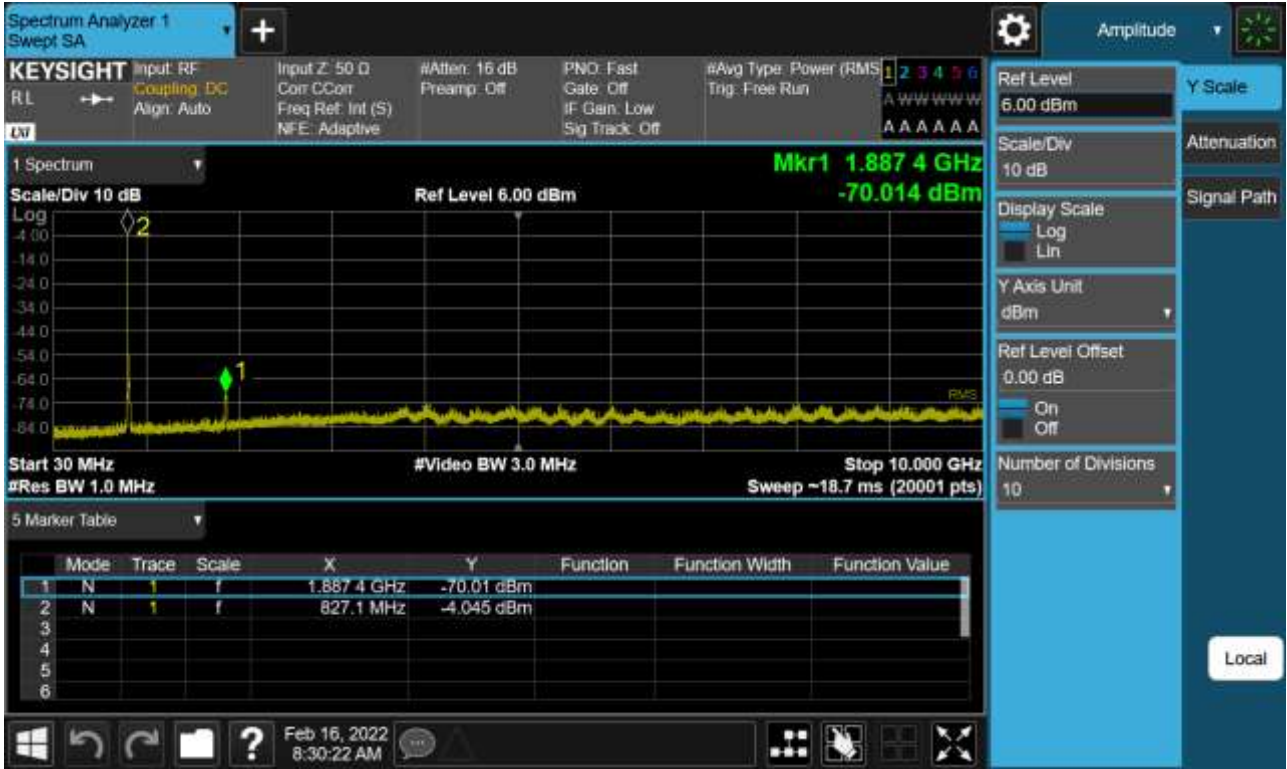 Spectrum Analyzer 1
Swept SA
+
Amplitude
KEYSIGHT
RL
LXI
Input: RF
Coupling: DC
Align: Auto
Input Z: 50 Ω
Corr CCorr
Freq Ref: Int (S)
NFE: Adaptive
#Atten: 16 dB
Preamp: Off
PNO: Fast
Gate: Off
IF Gain: Low
Sig Track: Off
#Avg Type: Power (RMS
Trig: Free Run
1 2 3 4 5 6
A W W W W W
A A A A A A
1 Spectrum
Mkr1 1.887 4 GHz
-70.014 dBm
Scale/Div 10 dB
Ref Level 6.00 dBm
Log
-4.00
-14.0
-24.0
-34.0
-44.0
-54.0
-64.0
-74.0
-84.0
2
1
RMS
Start 30 MHz
#Video BW 3.0 MHz
Stop 10.000 GHz
#Res BW 1.0 MHz
Sweep ~18.7 ms (20001 pts)
5 Marker Table
Mode Trace Scale X Y Function Function Width Function Value
1 N 1 f 1.887 4 GHz -70.01 dBm
2 N 1 f 827.1 MHz -4.045 dBm
3
4
5
6
Ref Level
6.00 dBm
Scale/Div
10 dB
Display Scale
Log
Lin
Y Axis Unit
dBm
Ref Level Offset
0.00 dB
On
Off
Number of Divisions
10
Y Scale
Attenuation
Signal Path
Local
?
Feb 16, 2022
8:30:22 AM